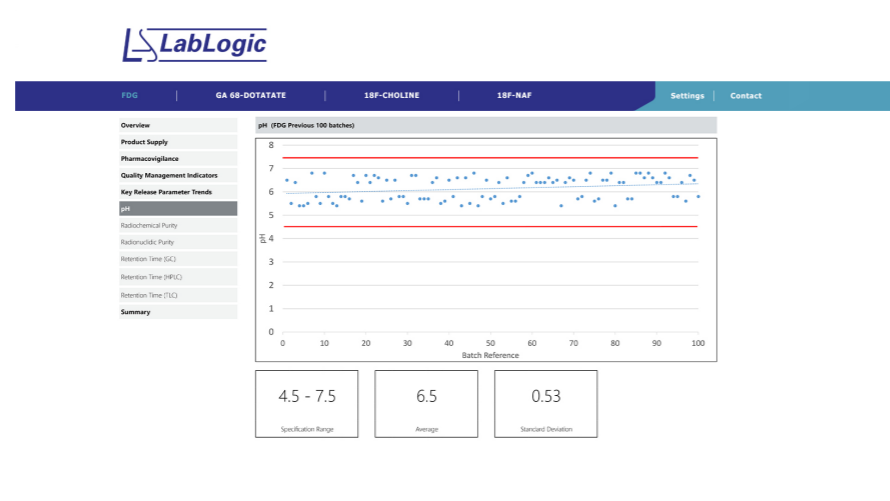 LabLogic
FDG GA 68-DOTATATE 18F-CHOLINE 18F-NAF Settings Contact
Overview
Product Supply
Pharmacovigilance
Quality Management Indicators
Key Release Parameter Trends
pH
Radiochemical Purity
Radionuclidic Purity
Retention Time (GC)
Retention Time (HPLC)
Retention Time (TLC)
Summary
pH (FDG Previous 100 batches)
8
7
6
5
4
3
2
1
0
pH
0 10 20 30 40 50 60 70 80 90 100
Batch Reference
4.5 - 7.5
Specification Range
6.5
Average
0.53
Standard Deviation